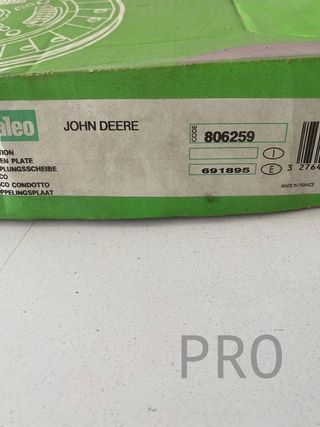 aleo
JOHN DEERE
CODE
806259
TION
EN PLATE
PLUNGSSCHEIBE
CO
CO CONDOTTO
PPELINGSPLAAT
I
691895
E
3 2764
MADE IN FRANCE
PRO